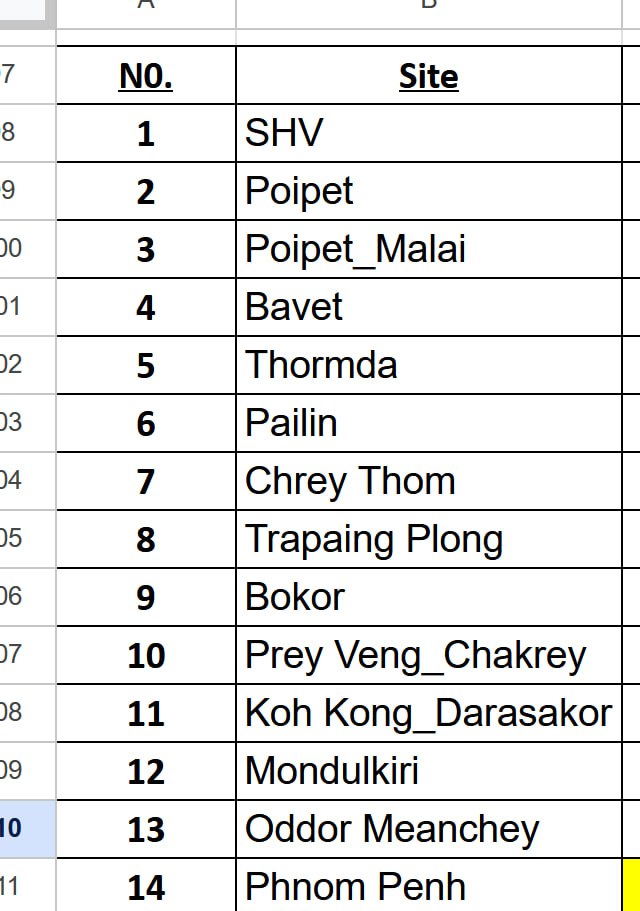 A B
7 N0. Site
8 1 SHV
9 2 Poipet
00 3 Poipet_Malai
01 4 Bavet
02 5 Thormda
03 6 Pailin
04 7 Chrey Thom
05 8 Trapaing Plong
06 9 Bokor
07 10 Prey Veng_Chakrey
08 11 Koh Kong_Darasakor
09 12 Mondulkiri
10 13 Oddor Meanchey
11 14 Phnom Penh